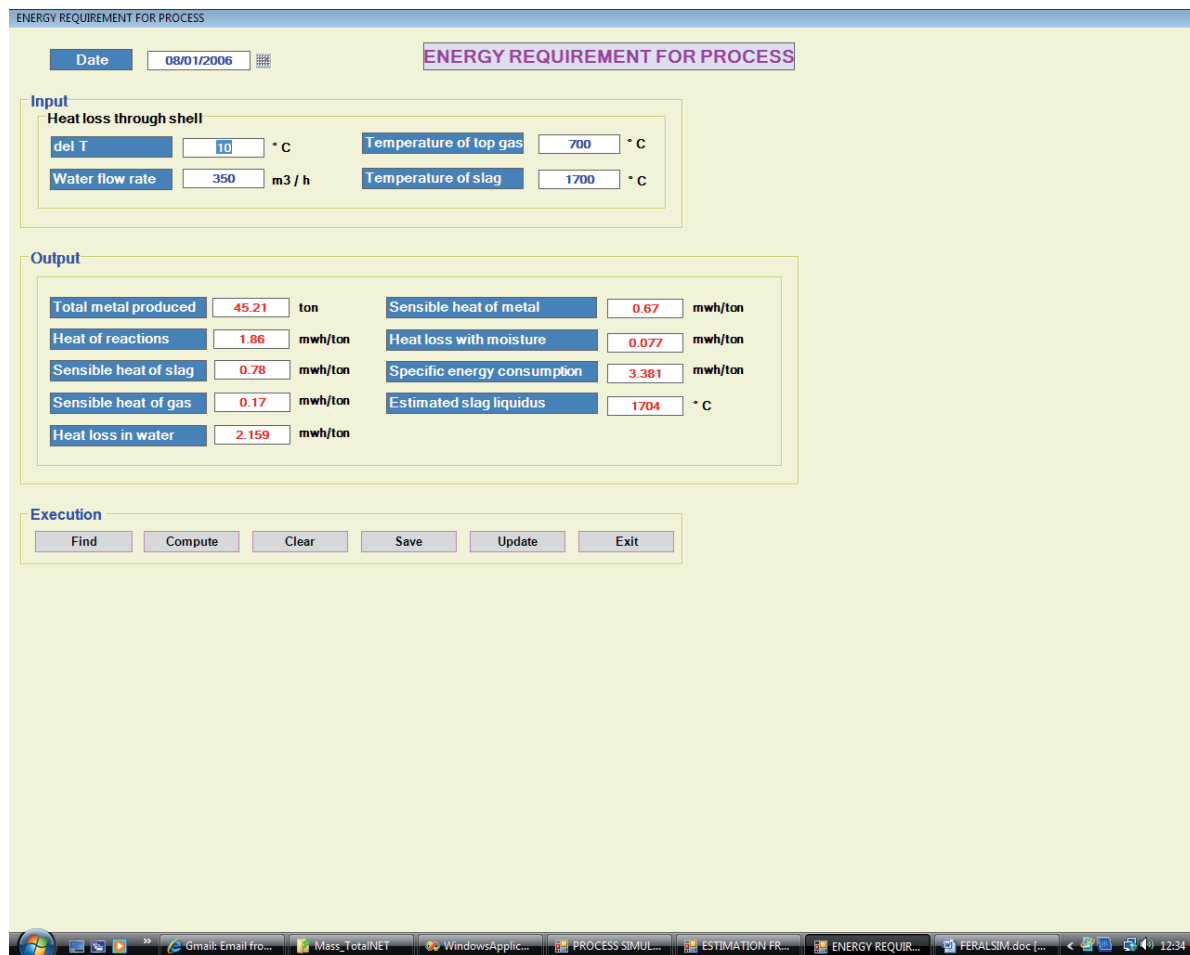 ENERGY REQUIREMENT FOR PROCESS
Date 08/01/2006 ENERGY REQUIREMENT FOR PROCESS
Input
Heat loss through shell
del T 10 ° C Temperature of top gas 700 ° C
Water flow rate 350 m3 / h Temperature of slag 1700 ° C
Output
Total metal produced 45.21 ton Sensible heat of metal 0.67 mwh/ton
Heat of reactions 1.86 mwh/ton Heat loss with moisture 0.077 mwh/ton
Sensible heat of slag 0.78 mwh/ton Specific energy consumption 3.381 mwh/ton
Sensible heat of gas 0.17 mwh/ton Estimated slag liquidus 1704 ° C
Heat loss in water 2.159 mwh/ton
Execution
Find Compute Clear Save Update Exit
Gmail: Email fro... Mass_TotalNET WindowsApplic... PROCESS SIMUL... ESTIMATION FR... ENERGY REQUIR... FERALSIM.doc [... 12:34